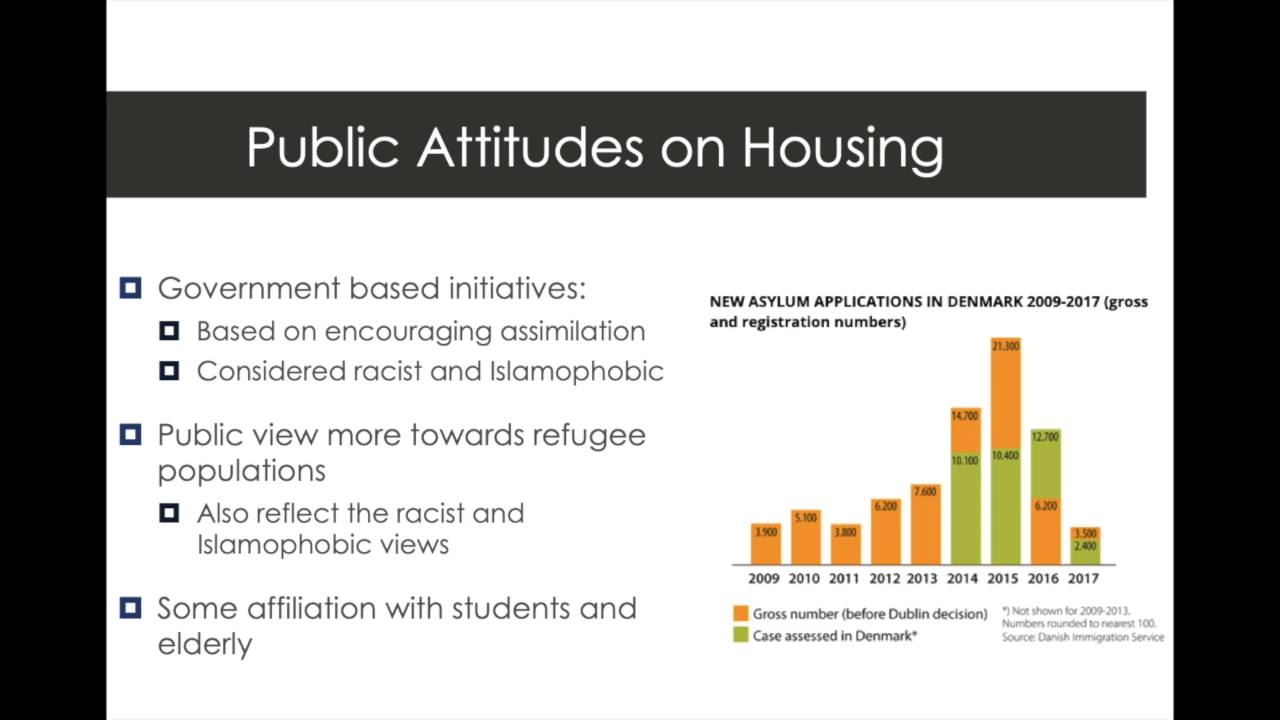 Public Attitudes on Housing
Government based initiatives:
Based on encouraging assimilation
Considered racist and Islamophobic
Public view more towards refugee
populations
Also reflect the racist and
Islamophobic views
Some affiliation with students and
elderly
NEW ASYLUM APPLICATIONS IN DENMARK 2009-2017 (gross
and registration numbers)
21.300
14.700
12.700
10.100
10.400
7.600
6.200
6.200
5.100
3.900
3.800
3.500
2.400
2009 2010 2011 2012 2013 2014 2015 2016 2017
Gross number (before Dublin decision)
Case assessed in Denmark*
*) Not shown for 2009-2013.
Numbers rounded to nearest 100.
Source: Danish Immigration Service